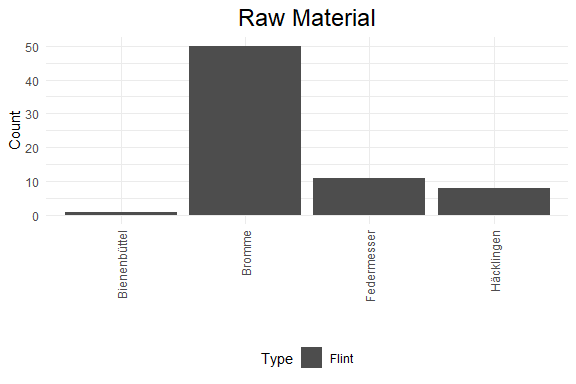 Raw Material
Count
50
40
30
20
10
0
Bienenbüttel
Bromme
Federmesser
Häcklingen
Type
Flint